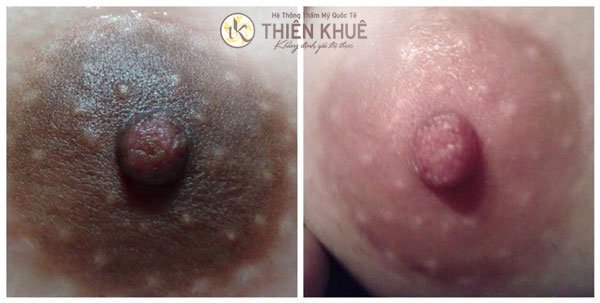 Hệ Thống Thẩm Mỹ Quốc Tế
THIÊN KHUÊ
Khẳng định giá trị thực